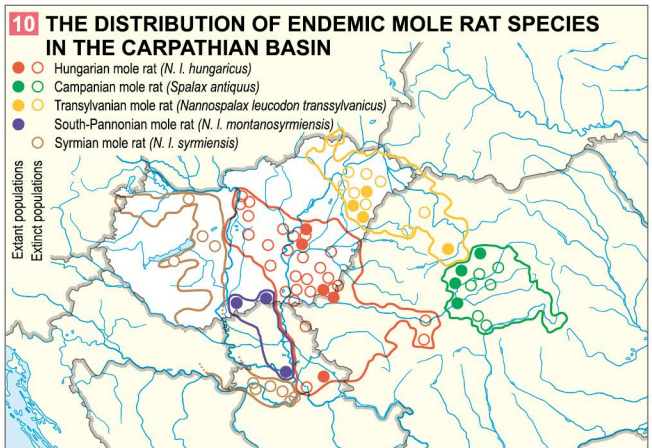 10 THE DISTRIBUTION OF ENDEMIC MOLE RAT SPECIES
IN THE CARPATHIAN BASIN
Hungarian mole rat (N. l. hungaricus)
Campanian mole rat (Spalax antiquus)
Transylvanian mole rat (Nannospalax leucodon transsylvanicus)
South-Pannonian mole rat (N. l. montanosyrmiensis)
Syrmian mole rat (N. l. syrmiensis)
Extant populations
Extinct populations